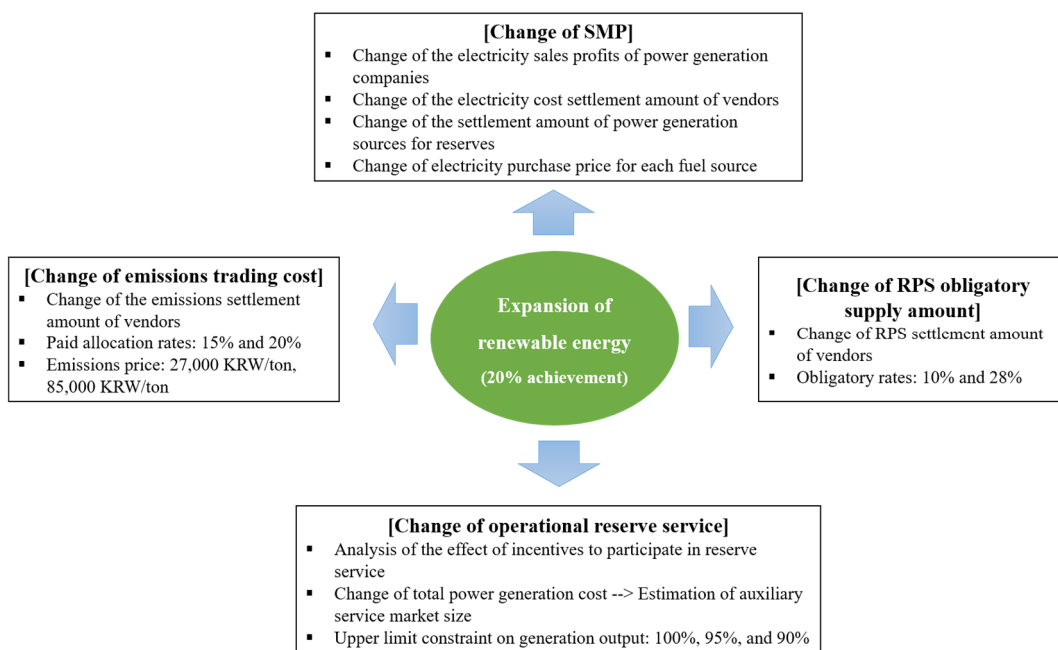 [Change of SMP]
▪ Change of the electricity sales profits of power generation
companies
▪ Change of the electricity cost settlement amount of vendors
▪ Change of the settlement amount of power generation
sources for reserves
▪ Change of electricity purchase price for each fuel source
[Change of emissions trading cost]
▪ Change of the emissions settlement
amount of vendors
▪ Paid allocation rates: 15% and 20%
▪ Emissions price: 27,000 KRW/ton,
85,000 KRW/ton
Expansion of
renewable energy
(20% achievement)
[Change of RPS obligatory
supply amount]
▪ Change of RPS settlement amount
of vendors
▪ Obligatory rates: 10% and 28%
[Change of operational reserve service]
▪ Analysis of the effect of incentives to participate in reserve
service
▪ Change of total power generation cost --> Estimation of auxiliary
service market size
▪ Upper limit constraint on generation output: 100%, 95%, and 90%